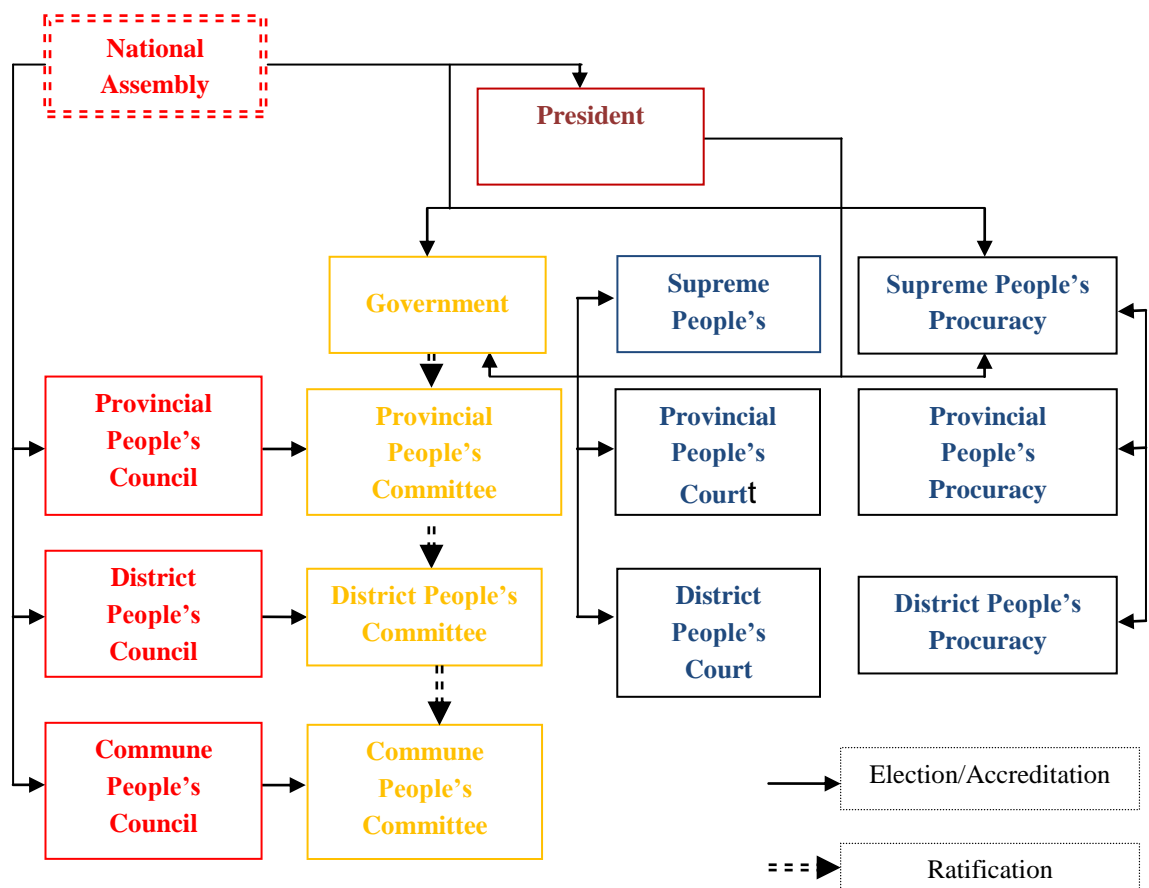 National
Assembly
President
Government
Supreme
People’s
Supreme People’s
Procuracy
Provincial
People’s
Council
Provincial
People’s
Committee
Provincial
People’s
Courtt
Provincial
People’s
Procuracy
District
People’s
Council
District People’s
Committee
District
People’s
Court
District People’s
Procuracy
Commune
People’s
Council
Commune
People’s
Committee
Election/Accreditation
Ratification